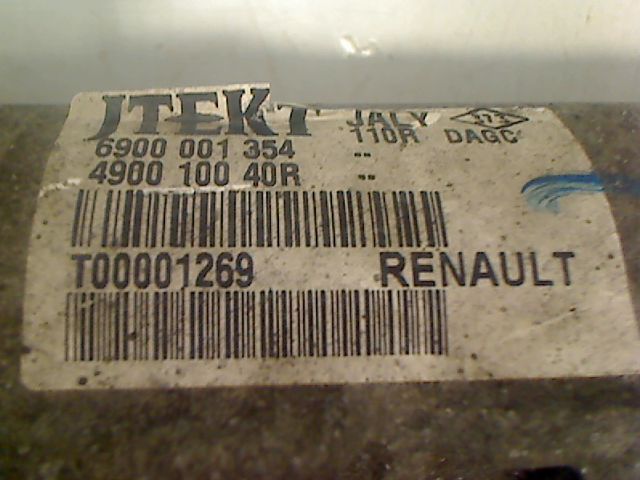 JTEKT JALY
110R DAGC
6900 001 354 --
4900 100 40R --
T00001269 RENAULT